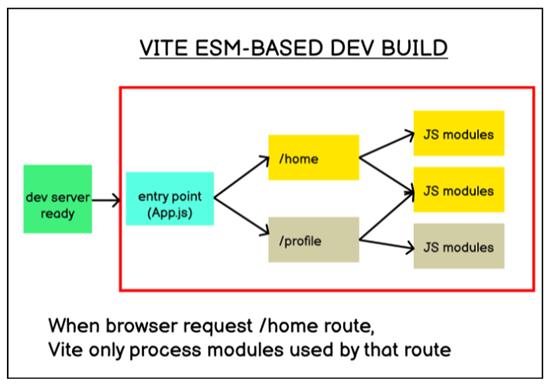 VITE ESM-BASED DEV BUILD
dev server
ready
entry point
(App.js)
/home
/profile
JS modules
JS modules
JS modules
When browser request /home route,
Vite only process modules used by that route